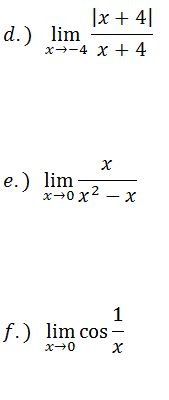 d.) lim x→−4 |x + 4| / x + 4
e.) lim x→0 x / x² − x
f.) lim x→0 cos 1/x